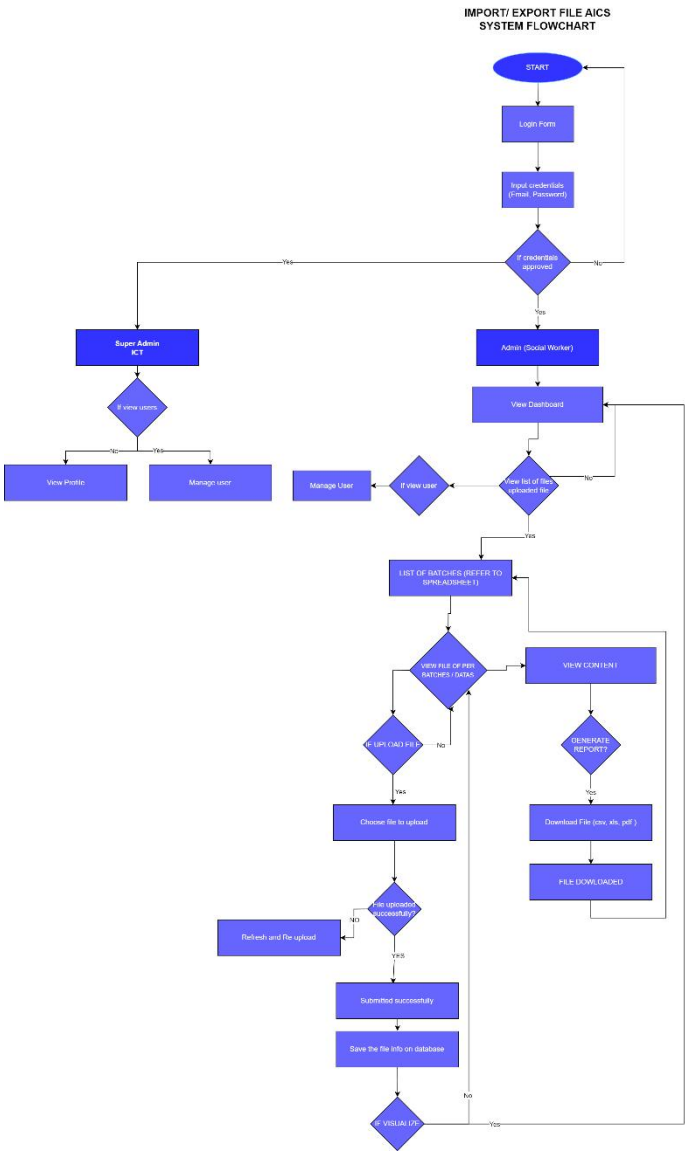 IMPORT/ EXPORT FILE AICS
SYSTEM FLOWCHART
START
Login Form
Input credentials
(Email, Password)
If credentials
approved
No
Yes
Yes
Super Admin
ICT
Admin (Social Worker)
If view users
View Dashboard
No
Yes
View Profile
Manage user
Manage User
If view user
View list of files
uploaded file
No
Yes
LIST OF BATCHES (REFER TO
SPREADSHEET)
VIEW FILE OF PER
BATCHES / DATAS
VIEW CONTENT
IF UPLOAD FILE
No
DENERATE
REPORT?
Yes
Yes
Choose file to upload
Download File (csv, xls, pdf )
FILE DOWLOADED
File uploaded
successfully?
NO
Refresh and Re upload
YES
Submitted successfully
Save the file info on database
No
IF VISUALIZE
Yes